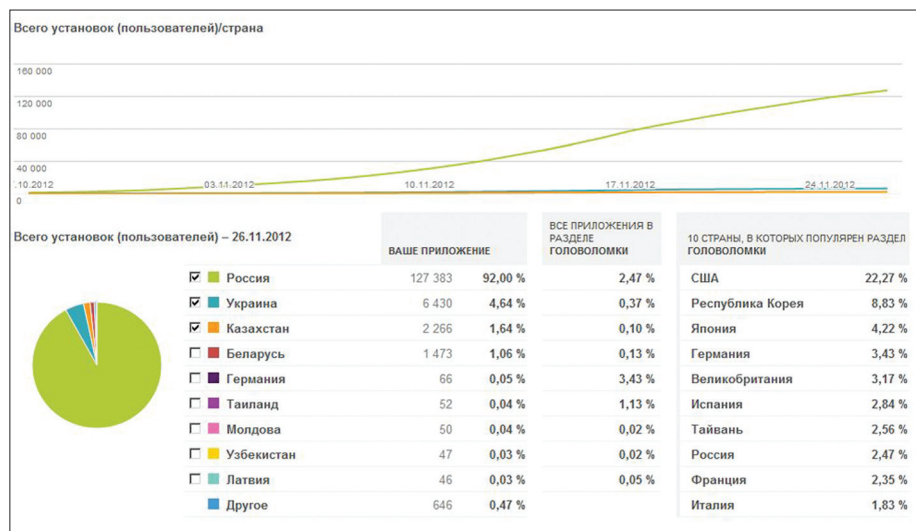 Всего установок (пользователей)/страна
160 000
120 000
80 000
40 000
.10.2012 03.11.2012 10.11.2012 17.11.2012 24.11.2012
0
Всего установок (пользователей) – 26.11.2012
ВАШЕ ПРИЛОЖЕНИЕ
ВСЕ ПРИЛОЖЕНИЯ В
РАЗДЕЛЕ
ГОЛОВОЛОМКИ
10 СТРАНЫ, В КОТОРЫХ ПОПУЛЯРЕН РАЗДЕЛ
ГОЛОВОЛОМКИ
Россия 127 383 92,00 % 2,47 % США 22,27 %
Украина 6 430 4,64 % 0,37 % Республика Корея 8,83 %
Казахстан 2 266 1,64 % 0,10 % Япония 4,22 %
Беларусь 1 473 1,06 % 0,13 % Германия 3,43 %
Германия 66 0,05 % 3,43 % Великобритания 3,17 %
Таиланд 52 0,04 % 1,13 % Испания 2,84 %
Молдова 50 0,04 % 0,02 % Тайвань 2,56 %
Узбекистан 47 0,03 % 0,02 % Россия 2,47 %
Латвия 46 0,03 % 0,05 % Франция 2,35 %
Другое 646 0,47 % Италия 1,83 %